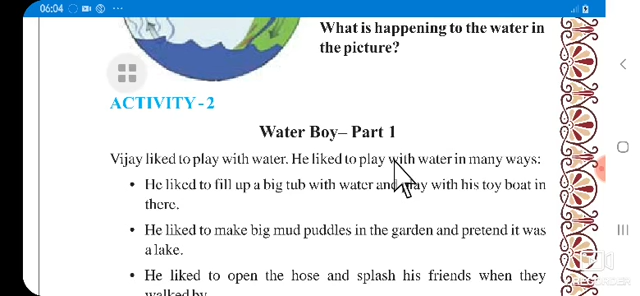 06:04
What is happening to the water in
the picture?
ACTIVITY - 2
Water Boy– Part 1
Vijay liked to play with water. He liked to play with water in many ways:
• He liked to fill up a big tub with water and play with his toy boat in
there.
• He liked to make big mud puddles in the garden and pretend it was
a lake.
• He liked to open the hose and splash his friends when they
walked by.
RECORDER